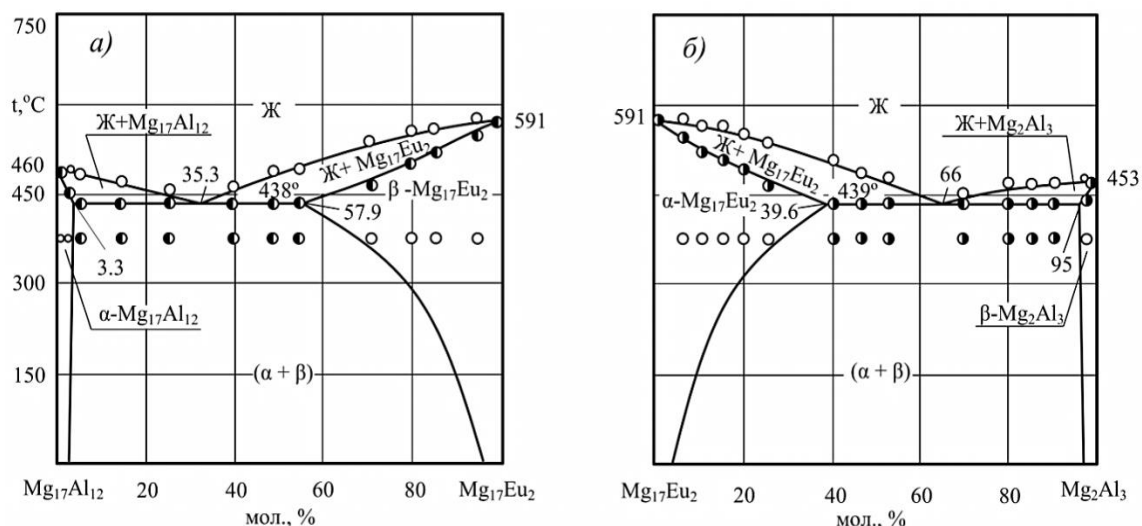 а)
750
t,°C
460
450
300
150
Ж
Ж+Mg₁₇Al₁₂
35.3
438°
Ж+ Mg₁₇Eu₂
β -Mg₁₇Eu₂
57.9
591
3.3
α-Mg₁₇Al₁₂
(α + β)
Mg₁₇Al₁₂ 20 40 60 80 Mg₁₇Eu₂
мол., %
б)
591
Ж
Ж+Mg₂Al₃
Ж+ Mg₁₇Eu₂
439°
66
453
α-Mg₁₇Eu₂
39.6
95
β-Mg₂Al₃
(α + β)
Mg₁₇Eu₂ 20 40 60 80 Mg₂Al₃
мол., %